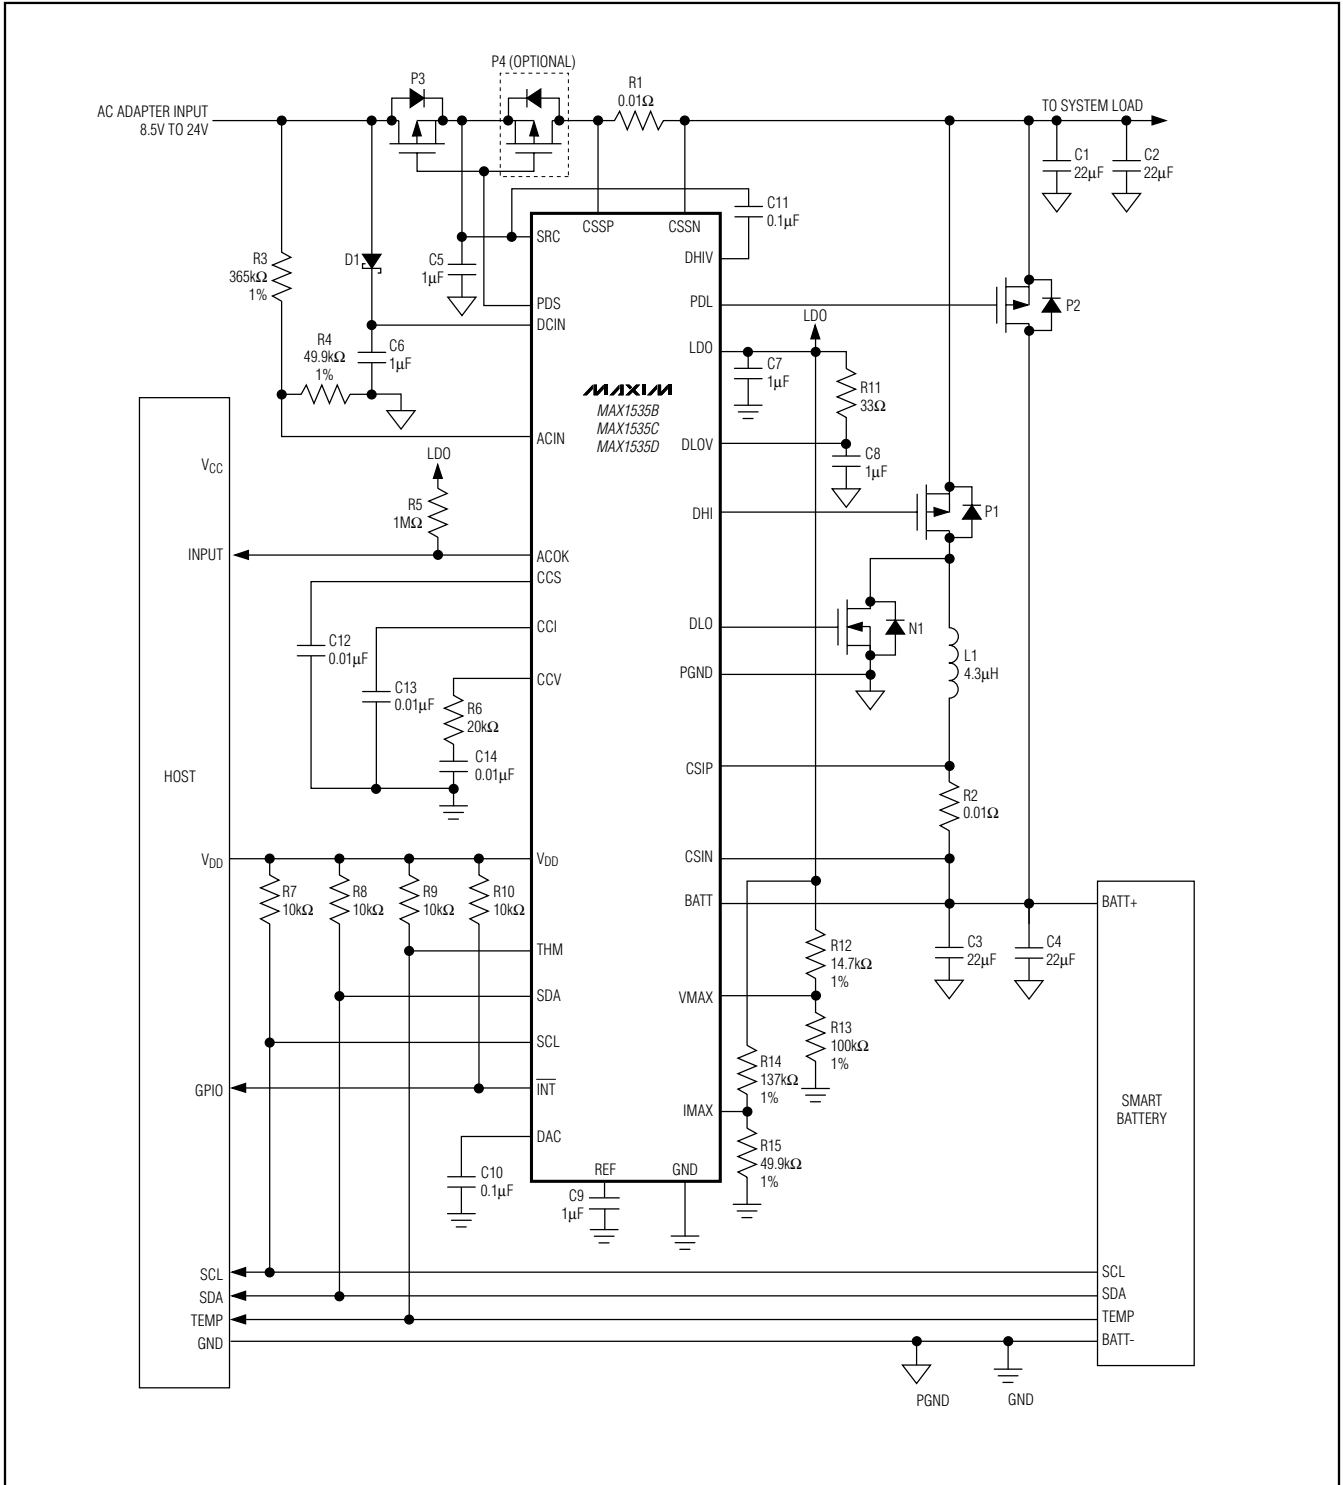 P4 (OPTIONAL)
P3
R1
0.01Ω
AC ADAPTER INPUT
8.5V TO 24V
TO SYSTEM LOAD
C1
22μF
C2
22μF
C11
0.1μF
CSSP
CSSN
SRC
DHIV
R3
365kΩ
1%
D1
C5
1μF
PDS
PDL
P2
DCIN
LDO
LDO
R4
49.9kΩ
1%
C6
1μF
C7
1μF
R11
33Ω
MAXIM
MAX1535B
MAX1535C
MAX1535D
ACIN
DLOV
C8
1μF
VCC
LDO
R5
1MΩ
DHI
P1
INPUT
ACOK
CCS
CCI
DLO
N1
C12
0.01μF
L1
4.3μH
PGND
CCV
C13
0.01μF
R6
20kΩ
C14
0.01μF
HOST
CSIP
R2
0.01Ω
VDD
VDD
CSIN
R7
10kΩ
R8
10kΩ
R9
10kΩ
R10
10kΩ
BATT
BATT+
THM
R12
14.7kΩ
1%
C3
22μF
C4
22μF
SDA
VMAX
SCL
R13
100kΩ
1%
R14
137kΩ
1%
GPIO
INT
IMAX
SMART
BATTERY
DAC
R15
49.9kΩ
1%
C10
0.1μF
REF
GND
C9
1μF
SCL
SCL
SDA
SDA
TEMP
TEMP
GND
BATT-
PGND
GND